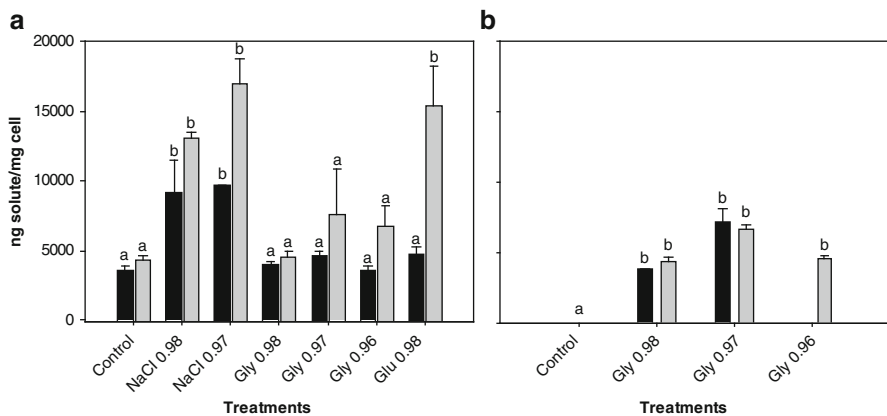 a
b
20000
15000
10000
5000
0
ng solute/mg cell
a a
b b
b b
a a
a a
a a
a b
Control
NaCl 0.98
NaCl 0.97
Gly 0.98
Gly 0.97
Gly 0.96
Glu 0.98
Treatments
a
b b
b b
b
Control
Gly 0.98
Gly 0.97
Gly 0.96
Treatments